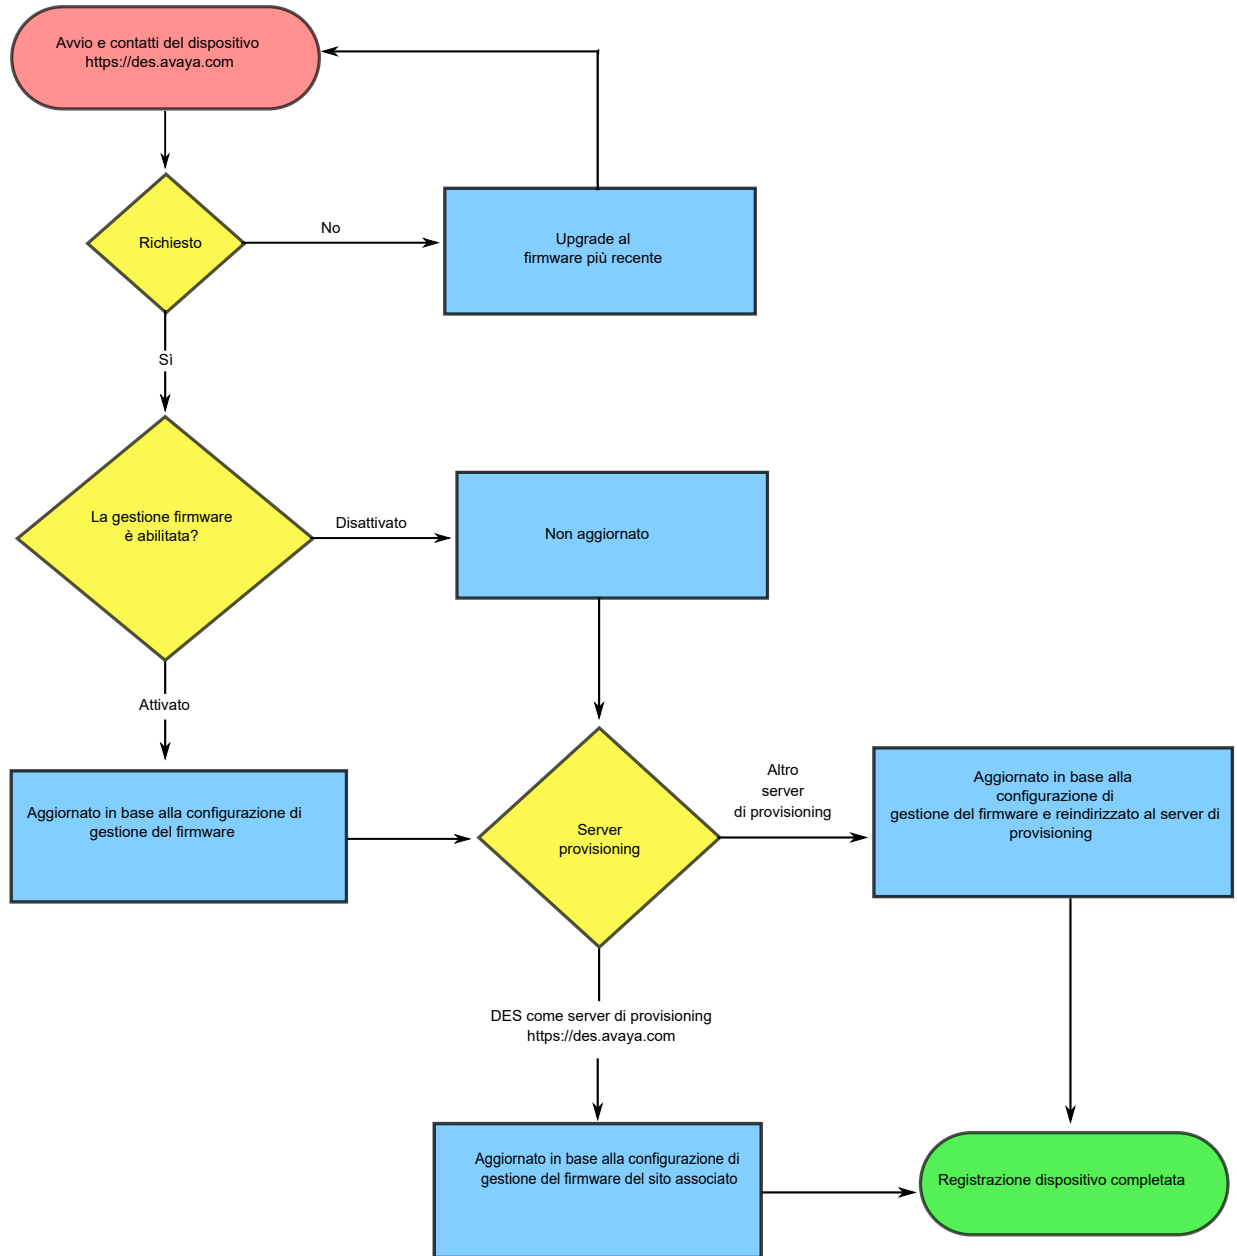 Avvio e contatti del dispositivo
https://des.avaya.com
Richiesto
No
Upgrade al
firmware più recente
Sì
La gestione firmware
è abilitata?
Disattivato
Non aggiornato
Attivato
Aggiornato in base alla configurazione di
gestione del firmware
Server
provisioning
Altro
server
di provisioning
Aggiornato in base alla
configurazione di
gestione del firmware e reindirizzato al server di
provisioning
DES come server di provisioning
https://des.avaya.com
Aggiornato in base alla configurazione di
gestione del firmware del sito associato
Registrazione dispositivo completata